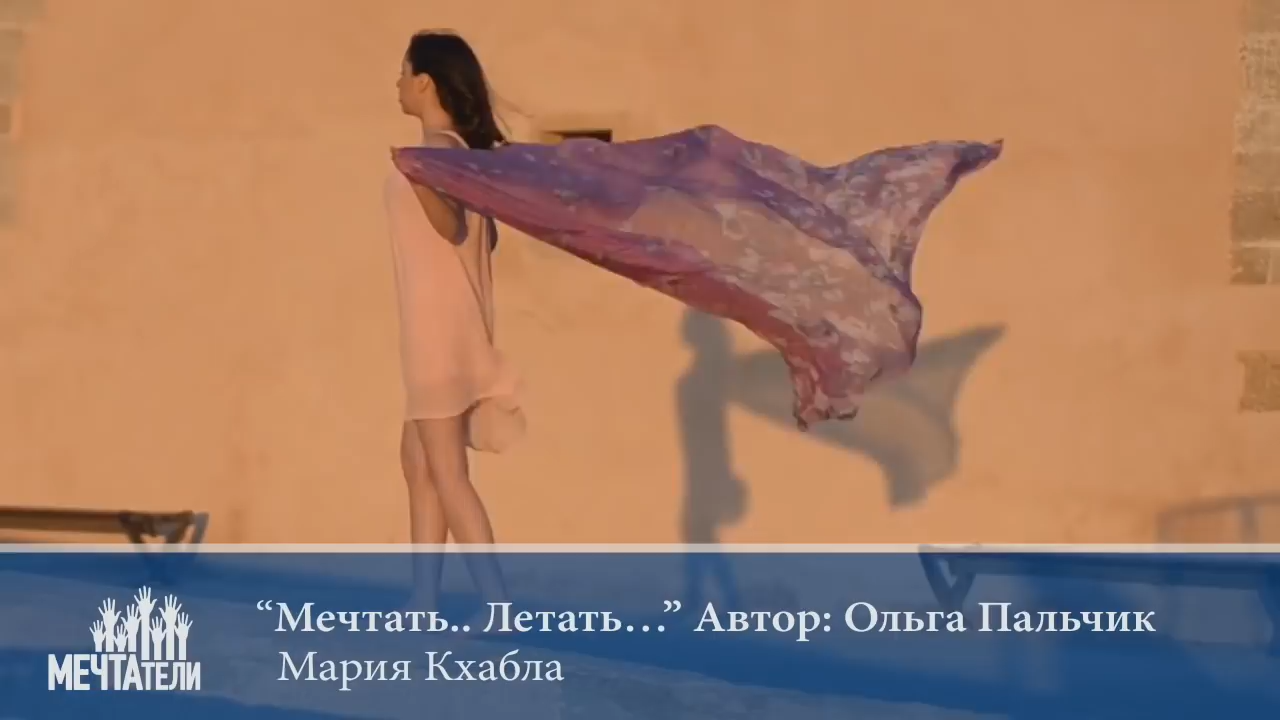 “Мечтать.. Летать...” Автор: Ольга Пальчик
Мария Кхабла
МЕЧТАТЕЛИ